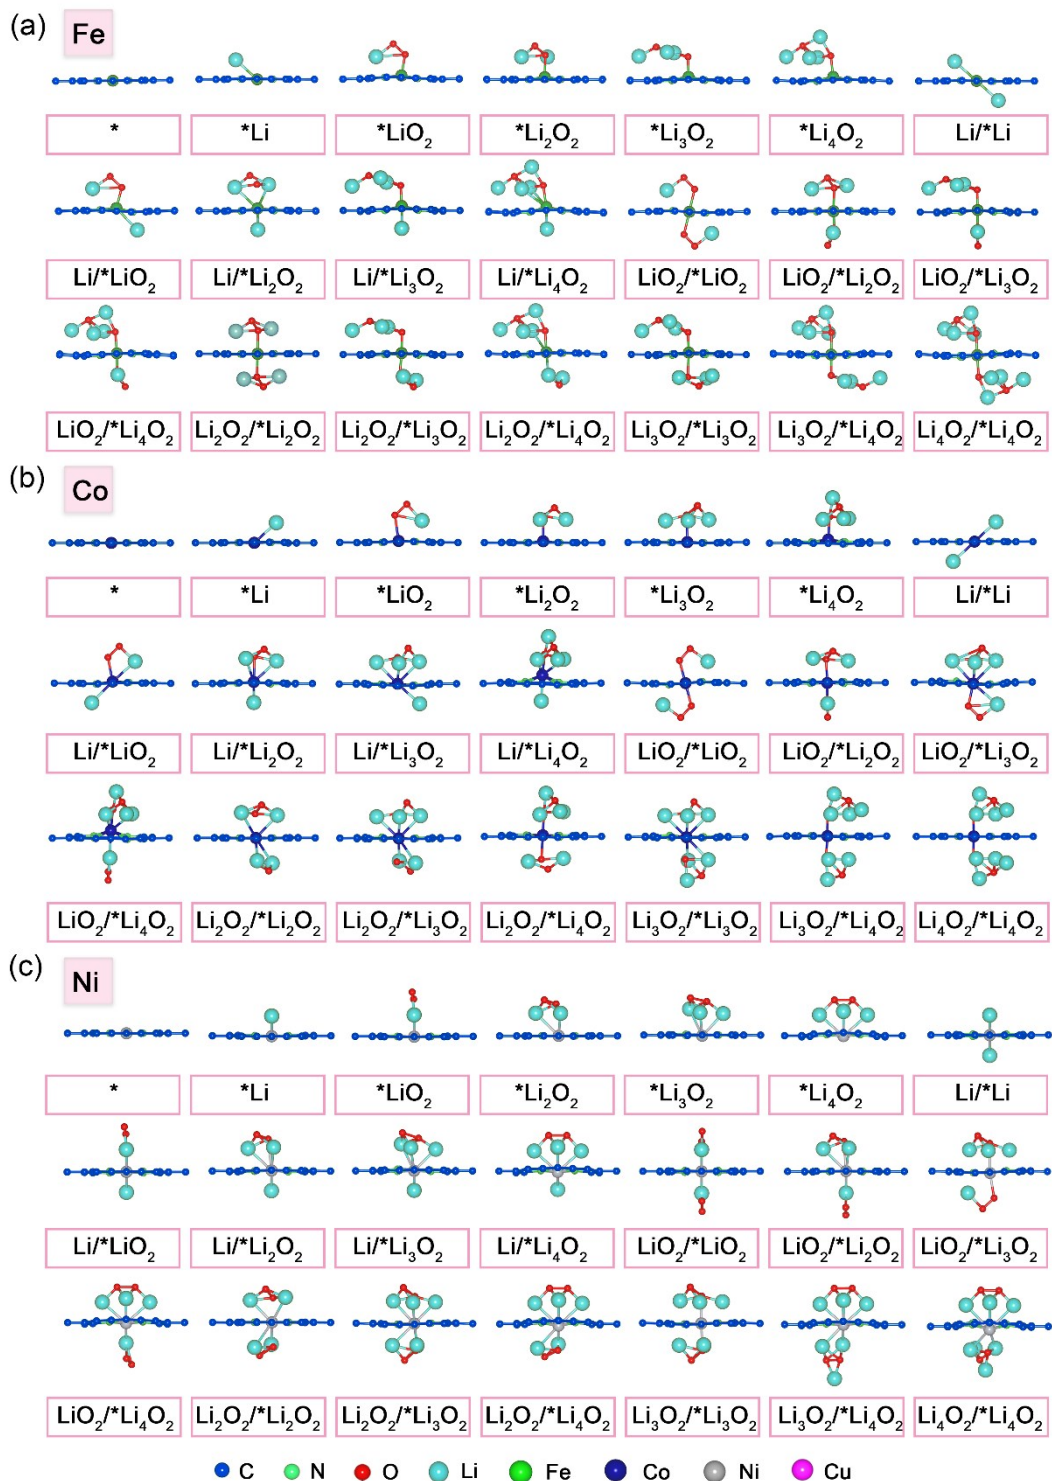 (a) Fe
* *Li *LiO₂ *Li₂O₂ *Li₃O₂ *Li₄O₂ Li/*Li
Li/*LiO₂ Li/*Li₂O₂ Li/*Li₃O₂ Li/*Li₄O₂ LiO₂/*LiO₂ LiO₂/*Li₂O₂ LiO₂/*Li₃O₂
LiO₂/*Li₄O₂ Li₂O₂/*Li₂O₂ Li₂O₂/*Li₃O₂ Li₂O₂/*Li₄O₂ Li₃O₂/*Li₃O₂ Li₃O₂/*Li₄O₂ Li₄O₂/*Li₄O₂
(b) Co
* *Li *LiO₂ *Li₂O₂ *Li₃O₂ *Li₄O₂ Li/*Li
Li/*LiO₂ Li/*Li₂O₂ Li/*Li₃O₂ Li/*Li₄O₂ LiO₂/*LiO₂ LiO₂/*Li₂O₂ LiO₂/*Li₃O₂
LiO₂/*Li₄O₂ Li₂O₂/*Li₂O₂ Li₂O₂/*Li₃O₂ Li₂O₂/*Li₄O₂ Li₃O₂/*Li₃O₂ Li₃O₂/*Li₄O₂ Li₄O₂/*Li₄O₂
(c) Ni
* *Li *LiO₂ *Li₂O₂ *Li₃O₂ *Li₄O₂ Li/*Li
Li/*LiO₂ Li/*Li₂O₂ Li/*Li₃O₂ Li/*Li₄O₂ LiO₂/*LiO₂ LiO₂/*Li₂O₂ LiO₂/*Li₃O₂
LiO₂/*Li₄O₂ Li₂O₂/*Li₂O₂ Li₂O₂/*Li₃O₂ Li₂O₂/*Li₄O₂ Li₃O₂/*Li₃O₂ Li₃O₂/*Li₄O₂ Li₄O₂/*Li₄O₂
C N O Li Fe Co Ni Cu